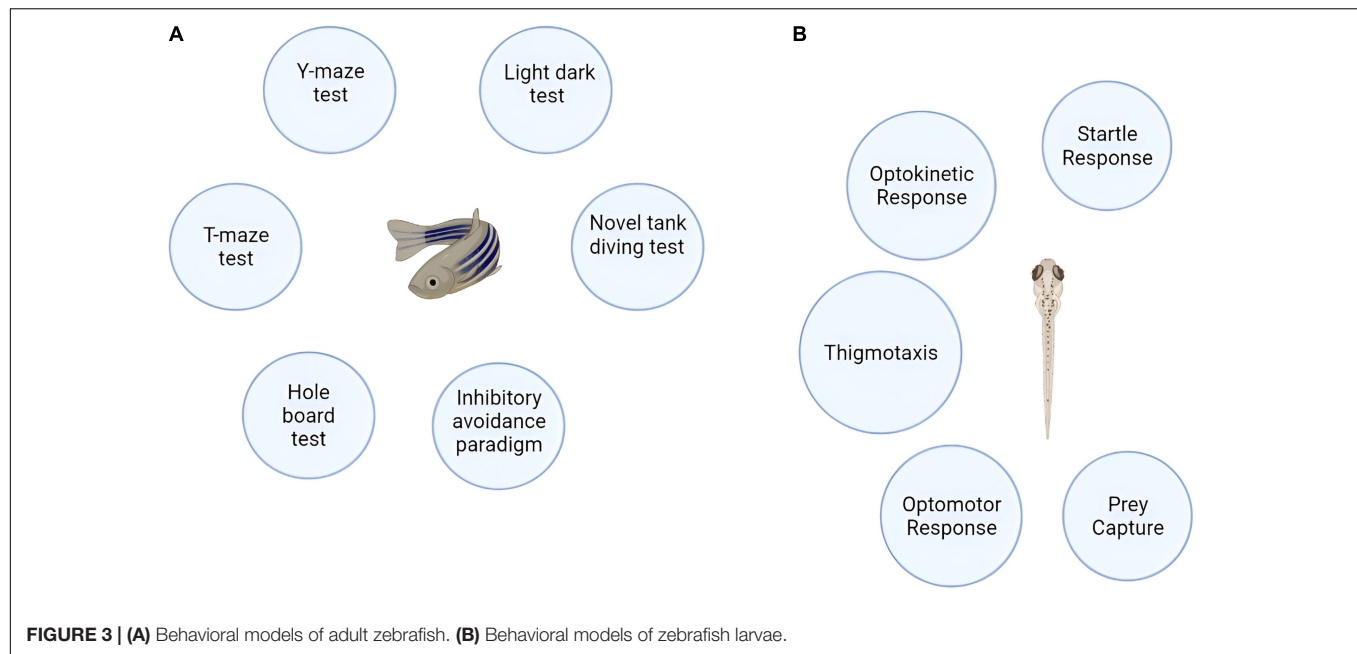 A
Y-maze
test
Light dark
test
T-maze
test
Novel tank
diving test
Hole
board
test
Inhibitory
avoidance
paradigm
B
Startle
Response
Optokinetic
Response
Thigmotaxis
Optomotor
Response
Prey
Capture
FIGURE 3 | (A) Behavioral models of adult zebrafish. (B) Behavioral models of zebrafish larvae.